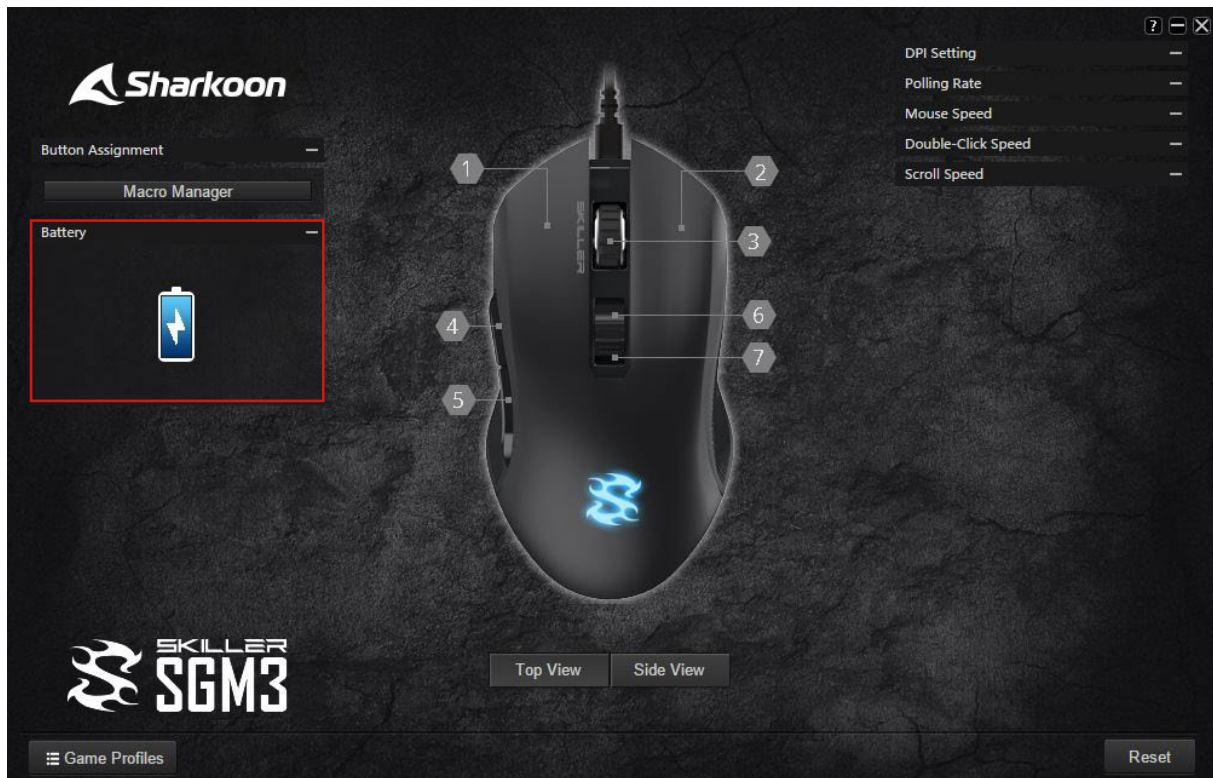 ?
Sharkoon
DPI Setting
Polling Rate
Mouse Speed
Double-Click Speed
Scroll Speed
Button Assignment
Macro Manager
Battery
1
2
SKILLER
3
4
6
7
5
SKILLER
SGM3
Top View
Side View
Game Profiles
Reset